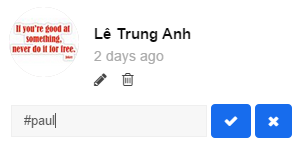 If you're good at
something,
never do it for free.
Joker
Lê Trung Anh
2 days ago
#paul